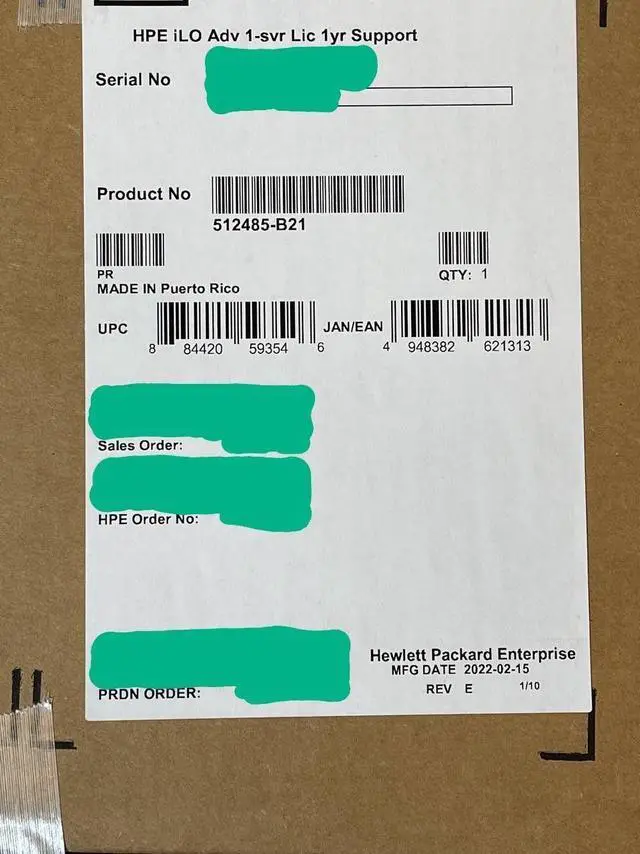 HPE iLO Adv 1-svr Lic 1yr Support
Serial No
Product No
512485-B21
PR
QTY: 1
MADE IN Puerto Rico
UPC
8 84420 59354 6
JAN/EAN
4 948382 621313
Sales Order:
HPE Order No:
Hewlett Packard Enterprise
MFG DATE 2022-02-15
PRDN ORDER:
REV E 1/10